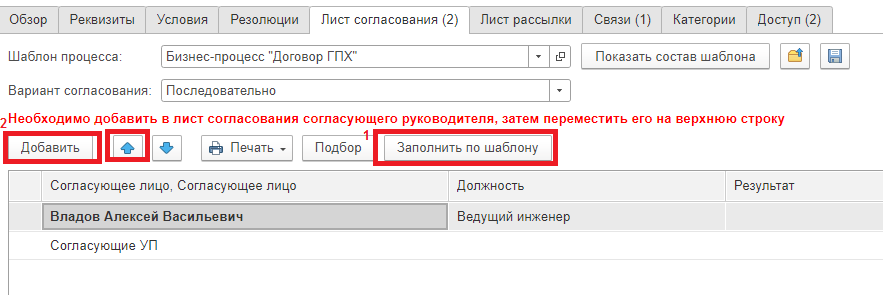 Обзор Реквизиты Условия Резолюции Лист согласования (2) Лист рассылки Связи (1) Категории Доступ (2)
Шаблон процесса: Бизнес-процесс "Договор ГПХ" Показать состав шаблона
Вариант согласования: Последовательно
Необходимо добавить в лист согласования согласующего руководителя, затем переместить его на верхнюю строку
2 Добавить Печать Подбор 1 Заполнить по шаблону
Согласующее лицо, Согласующее лицо Должность Результат
Владов Алексей Васильевич Ведущий инженер
Согласующие УП